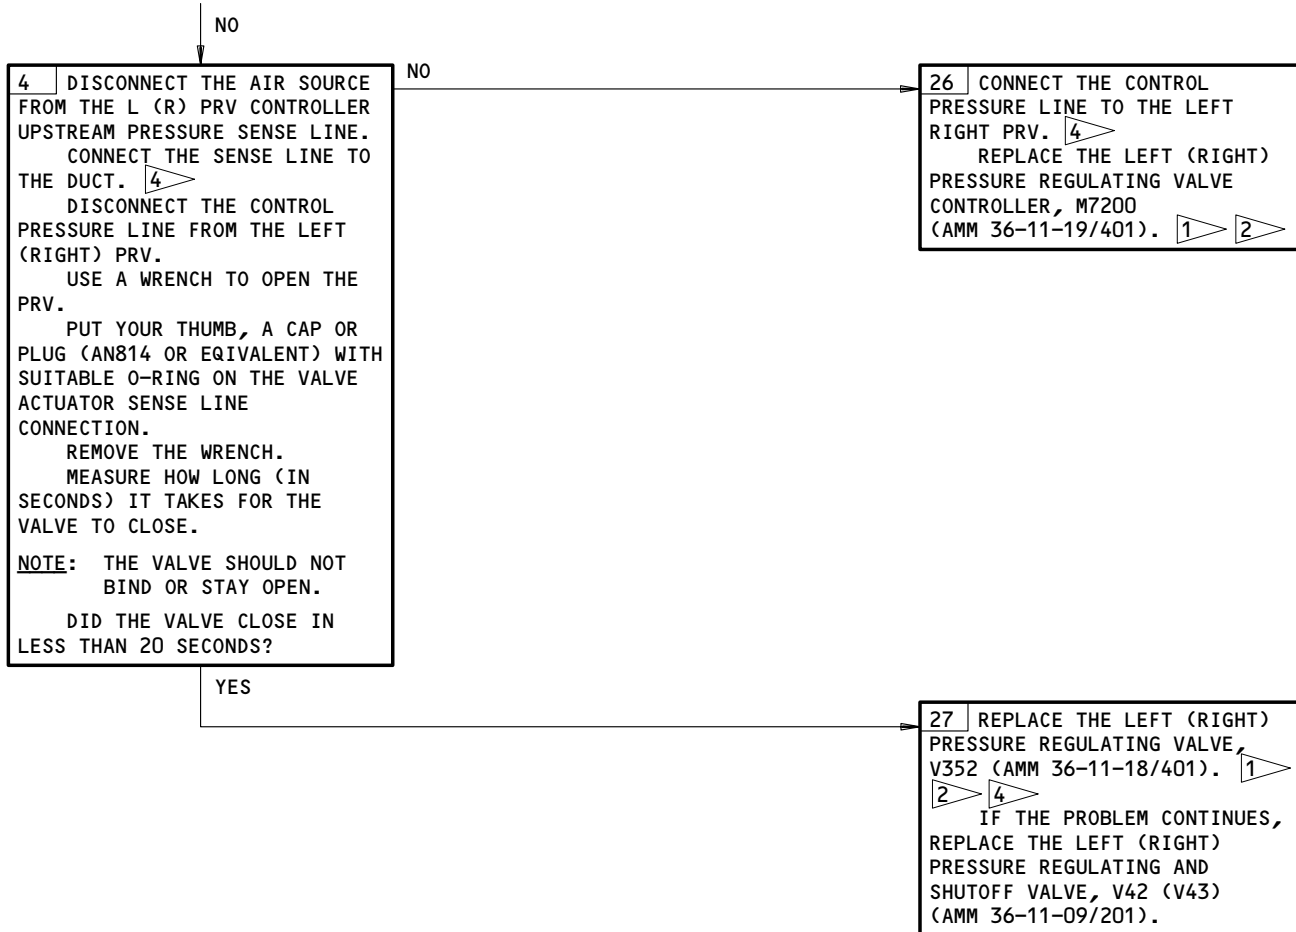 NO
4 DISCONNECT THE AIR SOURCE
FROM THE L (R) PRV CONTROLLER
UPSTREAM PRESSURE SENSE LINE.
CONNECT THE SENSE LINE TO
THE DUCT. 4
DISCONNECT THE CONTROL
PRESSURE LINE FROM THE LEFT
(RIGHT) PRV.
USE A WRENCH TO OPEN THE
PRV.
PUT YOUR THUMB, A CAP OR
PLUG (AN814 OR EQIVALENT) WITH
SUITABLE O-RING ON THE VALVE
ACTUATOR SENSE LINE
CONNECTION.
REMOVE THE WRENCH.
MEASURE HOW LONG (IN
SECONDS) IT TAKES FOR THE
VALVE TO CLOSE.
NOTE: THE VALVE SHOULD NOT
BIND OR STAY OPEN.
DID THE VALVE CLOSE IN
LESS THAN 20 SECONDS?
NO
26 CONNECT THE CONTROL
PRESSURE LINE TO THE LEFT
RIGHT PRV. 4
REPLACE THE LEFT (RIGHT)
PRESSURE REGULATING VALVE
CONTROLLER, M7200
(AMM 36-11-19/401). 1 2
YES
27 REPLACE THE LEFT (RIGHT)
PRESSURE REGULATING VALVE,
V352 (AMM 36-11-18/401). 1
2 4
IF THE PROBLEM CONTINUES,
REPLACE THE LEFT (RIGHT)
PRESSURE REGULATING AND
SHUTOFF VALVE, V42 (V43)
(AMM 36-11-09/201).